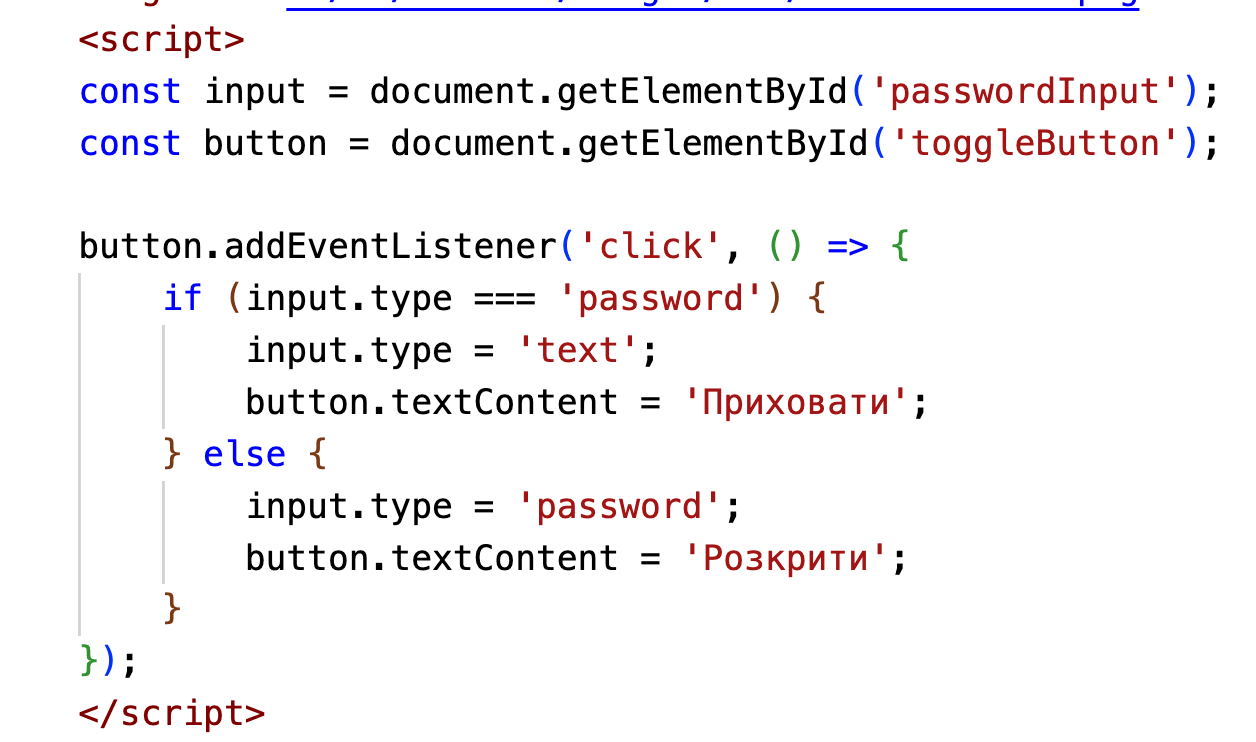 <script>
const input = document.getElementById('passwordInput');
const button = document.getElementById('toggleButton');
button.addEventListener('click', () => {
if (input.type === 'password') {
input.type = 'text';
button.textContent = 'Приховати';
} else {
input.type = 'password';
button.textContent = 'Розкрити';
}
});
</script>